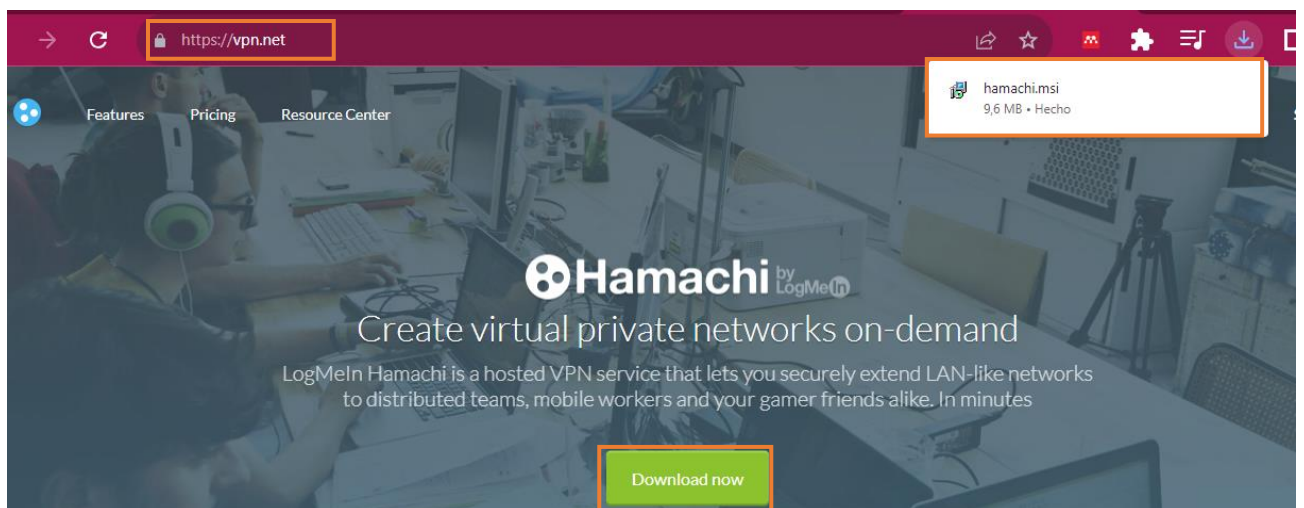 https://vpn.net
hamachi.msi
9,6 MB • Hecho
Features Pricing Resource Center
Hamachi by LogMeIn
Create virtual private networks on-demand
LogMeIn Hamachi is a hosted VPN service that lets you securely extend LAN-like networks
to distributed teams, mobile workers and your gamer friends alike. In minutes
Download now